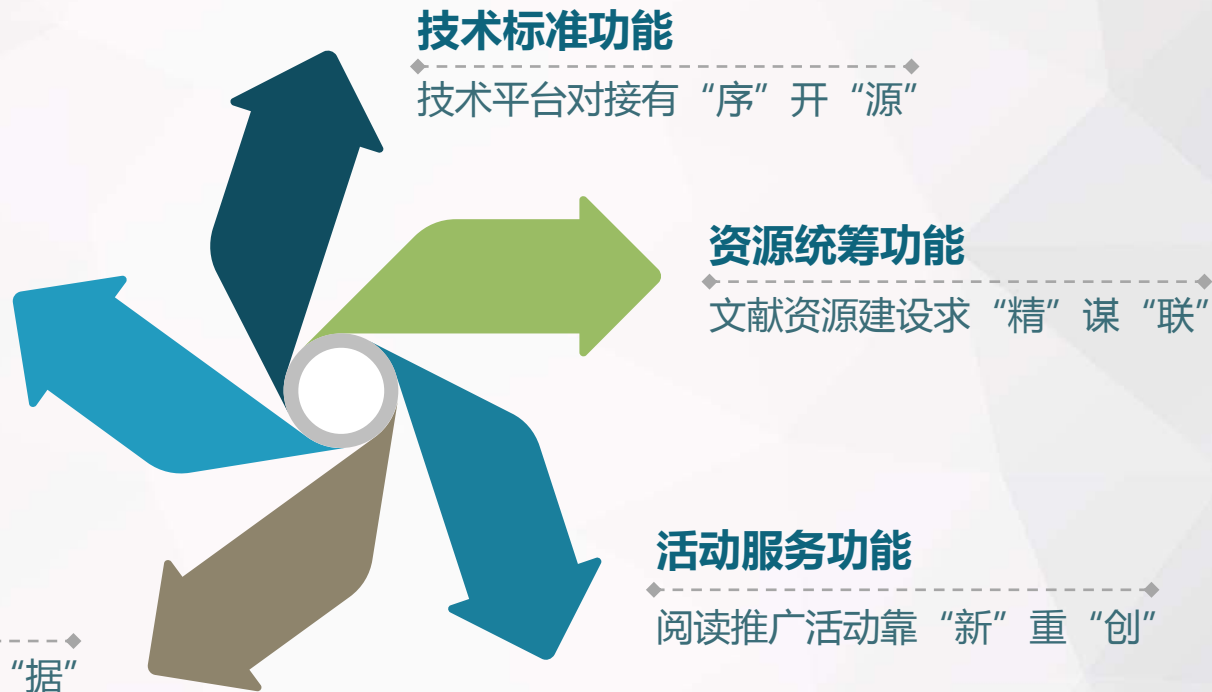 技术标准功能
技术平台对接有“序”开“源”
资源统筹功能
文献资源建设求“精”谋“联”
活动服务功能
阅读推广活动靠“新”重“创”
“据”